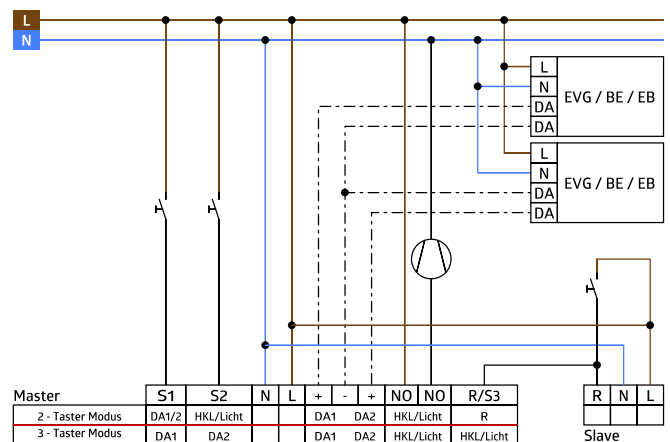 L
N
L
N
DA
DA
EVG / BE / EB
L
N
DA
DA
EVG / BE / EB
Master S1 S2 N L + - + NO NO R/S3 R N L
2 - Taster Modus DA1/2 HKL/Licht DA1 DA2 HKL/Licht R
3 - Taster Modus DA1 DA2 DA1 DA2 HKL/Licht HKL/Licht
Slave